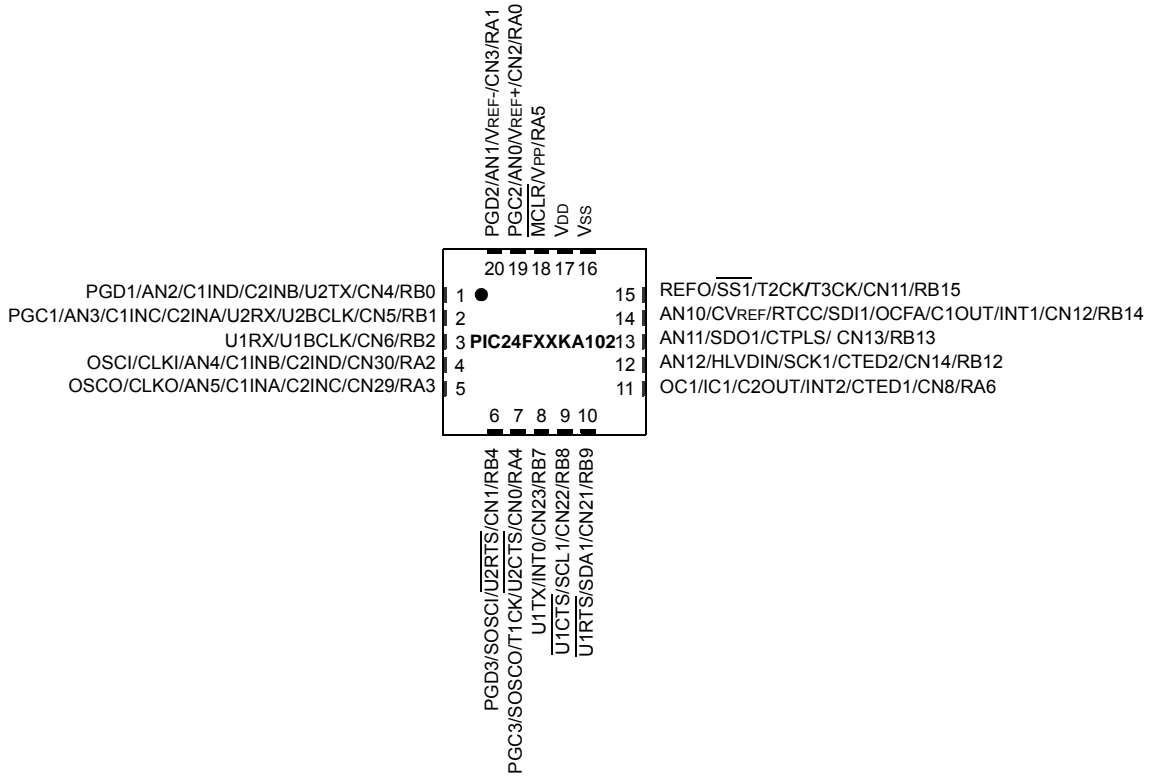 PGD2/AN1/VREF-/CN3/RA1
PGC2/AN0/VREF+/CN2/RA0
MCLR/VPP/RA5
VDD
VSS
20 19 18 17 16
PGD1/AN2/C1IND/C2INB/U2TX/CN4/RB0 1
PGC1/AN3/C1INC/C2INA/U2RX/U2BCLK/CN5/RB1 2
U1RX/U1BCLK/CN6/RB2 3
OSCI/CLKI/AN4/C1INB/C2IND/CN30/RA2 4
OSCO/CLKO/AN5/C1INA/C2INC/CN29/RA3 5
PIC24FXXKA102
15 REFO/SS1/T2CK/T3CK/CN11/RB15
14 AN10/CVREF/RTCC/SDI1/OCFA/C1OUT/INT1/CN12/RB14
13 AN11/SDO1/CTPLS/ CN13/RB13
12 AN12/HLVDIN/SCK1/CTED2/CN14/RB12
11 OC1/IC1/C2OUT/INT2/CTED1/CN8/RA6
6 7 8 9 10
PGD3/SOSCI/U2RTS/CN1/RB4
PGC3/SOSCO/T1CK/U2CTS/CN0/RA4
U1TX/INT0/CN23/RB7
U1CTS/SCL1/CN22/RB8
U1RTS/SDA1/CN21/RB9